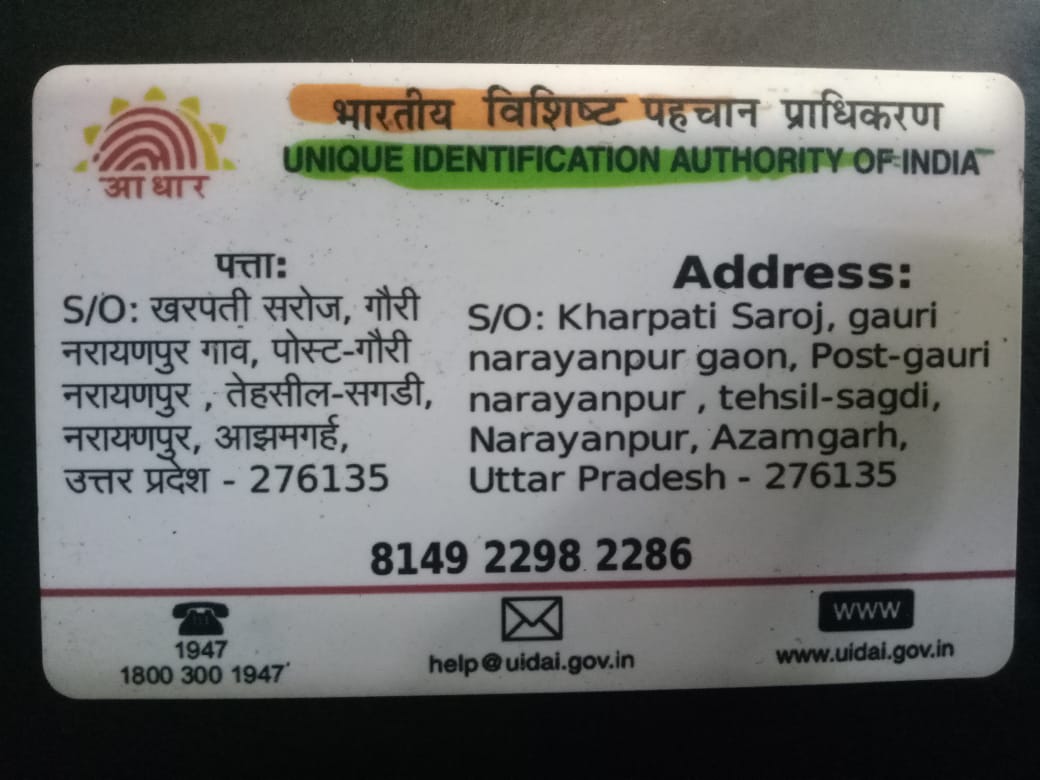 भारतीय विशिष्ट पहचान प्राधिकरण
UNIQUE IDENTIFICATION AUTHORITY OF INDIA
आधार
पत्ता:
S/O: खरपती सरोज, गौरी
नरायणपुर गाव, पोस्ट-गौरी
नरायणपुर , तेहसील-सगडी,
नरायणपुर, आझमगर्ह,
उत्तर प्रदेश - 276135
Address:
S/O: Kharpati Saroj, gauri
narayanpur gaon, Post-gauri
narayanpur , tehsil-sagdi,
Narayanpur, Azamgarh,
Uttar Pradesh - 276135
8149 2298 2286
1947
1800 300 1947
help@uidai.gov.in
WWW
www.uidai.gov.in